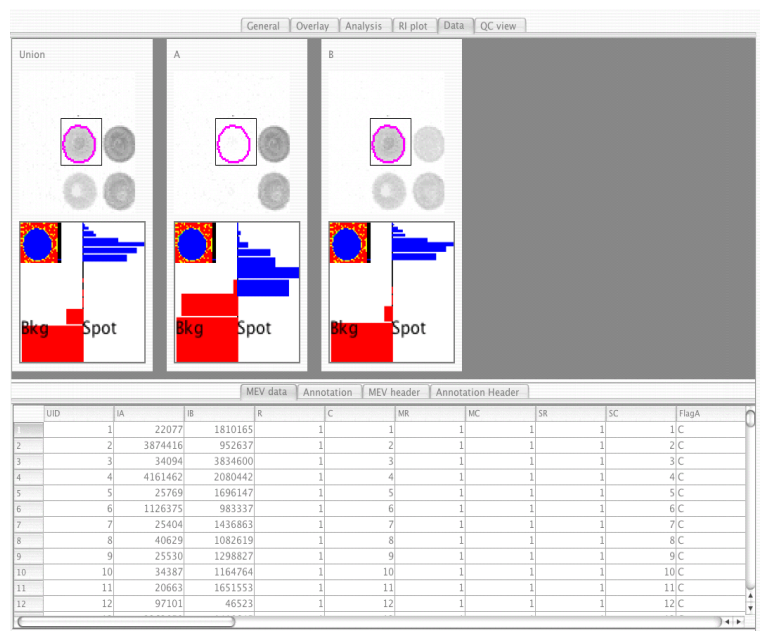 General Overlay Analysis RI plot Data QC view
Union A B
Bkg Spot Bkg Spot Bkg Spot
MEV data Annotation MEV header Annotation Header
UID IA IB R C MR MC SR SC FlagA
1 1 22077 1810165 1 1 1 1 1 1 C
2 2 3874416 952637 1 2 1 1 1 2 C
3 3 34094 3834600 1 3 1 1 1 3 C
4 4 4161462 2080442 1 4 1 1 1 4 C
5 5 25769 1696147 1 5 1 1 1 5 C
6 6 1126375 983337 1 6 1 1 1 6 C
7 7 25404 1436863 1 7 1 1 1 7 C
8 8 40629 1082619 1 8 1 1 1 8 C
9 9 25530 1298827 1 9 1 1 1 9 C
10 10 34387 1164764 1 10 1 1 1 10 C
11 11 20663 1651553 1 11 1 1 1 11 C
12 12 97101 46523 1 12 1 1 1 12 C